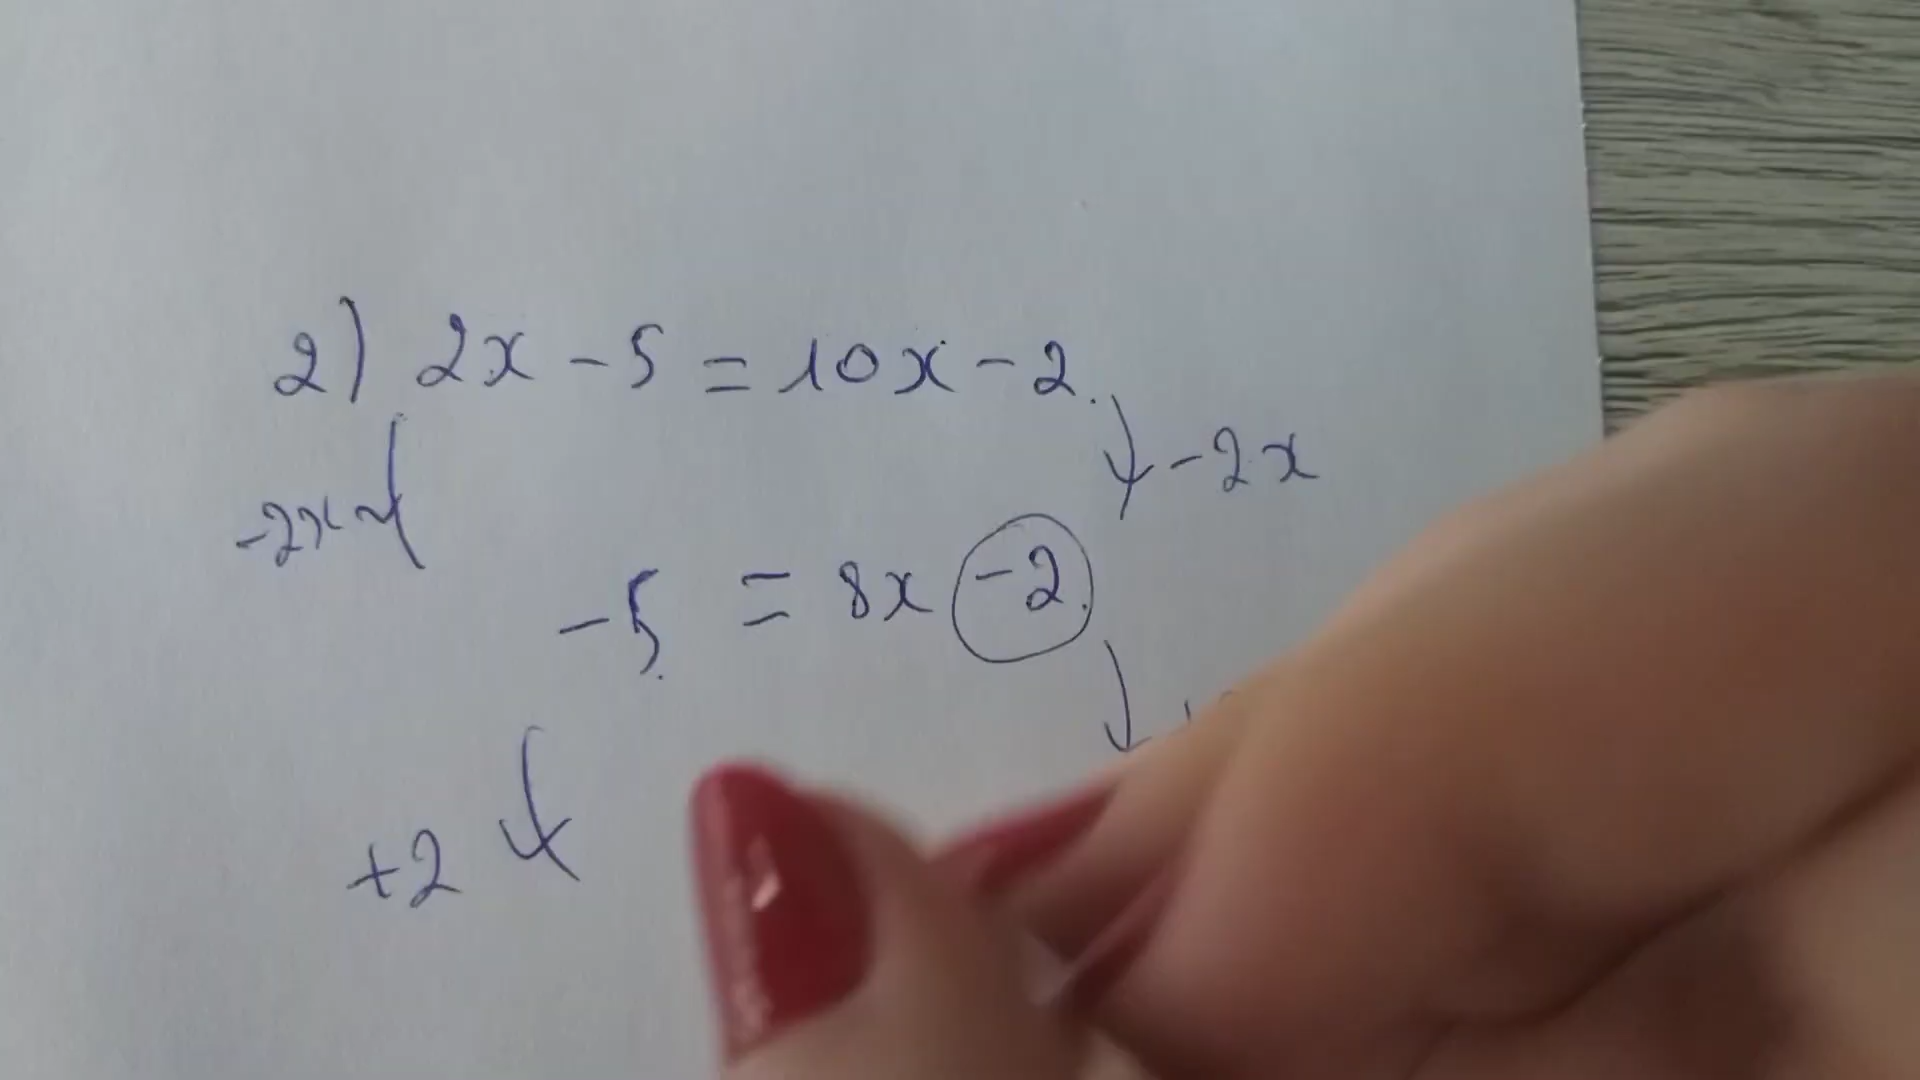 2) 2x - 5 = 10x - 2
-2x
-2x
-5 = 8x -2
+2